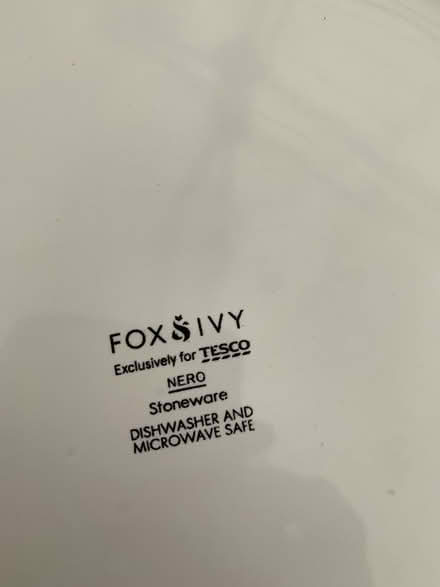 FOX & IVY
Exclusively for TESCO
NERO
Stoneware
DISHWASHER AND
MICROWAVE SAFE